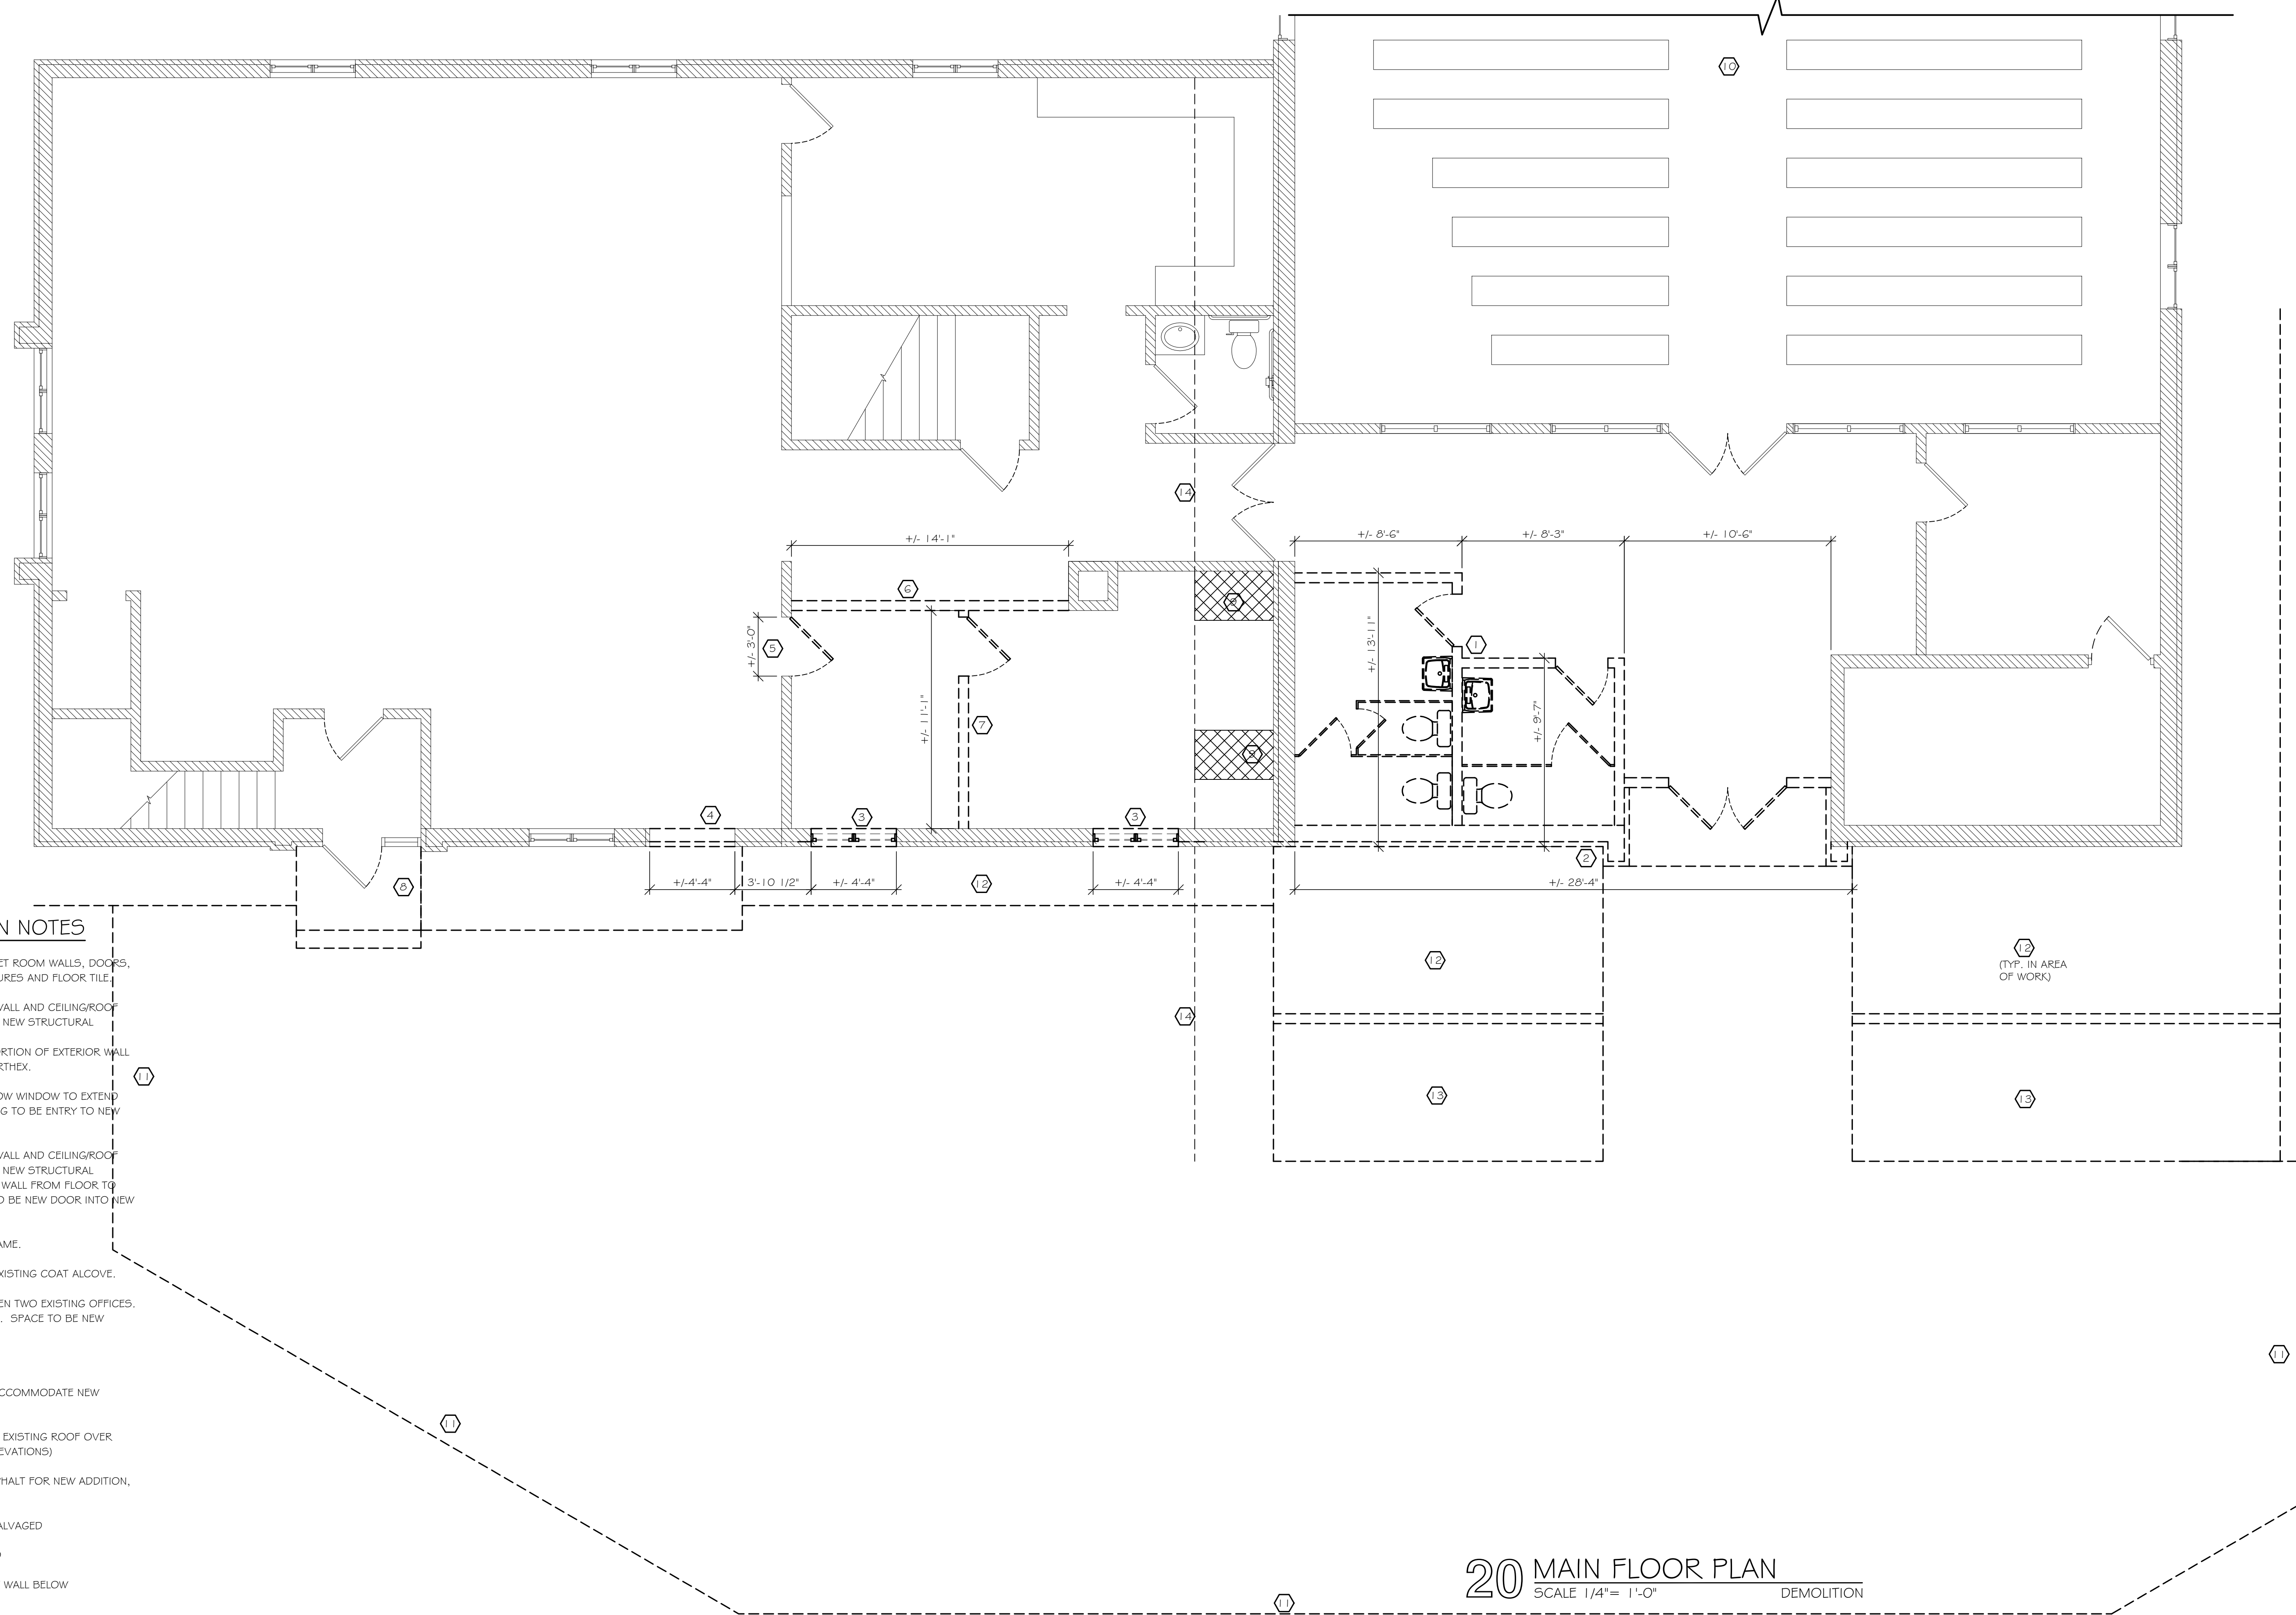 10
14
+/- 14'-1"
+/- 8'-6"
+/- 8'-3"
+/- 10'-6"
6
9
+/- 3'-0"
5
+/- 13'-11"
1
+/- 11'-1"
7
+/- 9'-7"
9
4
3
3
2
8
+/-4'-4"
3'-10 1/2"
+/- 4'-4"
12
+/- 4'-4"
+/- 28'-4"
N NOTES
ET ROOM WALLS, DOORS,
URES AND FLOOR TILE.
WALL AND CEILING/ROOF
NEW STRUCTURAL
ORTION OF EXTERIOR WALL
RTHEX.
OW WINDOW TO EXTEND
G TO BE ENTRY TO NEW
WALL AND CEILING/ROOF
NEW STRUCTURAL
WALL FROM FLOOR TO
O BE NEW DOOR INTO NEW
AME.
XISTING COAT ALCOVE.
EN TWO EXISTING OFFICES.
. SPACE TO BE NEW
CCOMMODATE NEW
EXISTING ROOF OVER
EVATIONS)
PHALT FOR NEW ADDITION,
ALVAGED
WALL BELOW
12
12
(TYP. IN AREA
OF WORK)
14
11
13
13
11
11
11
20 MAIN FLOOR PLAN
SCALE 1/4"= 1'-0" DEMOLITION